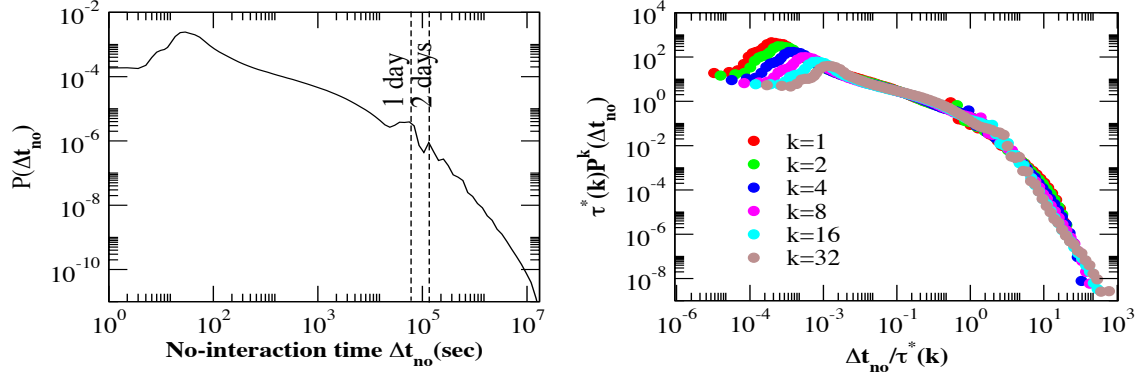 10^-2
10^-4
10^-6
10^-8
10^-10
P(Δt_no)
1 day
2 days
10^0 10^2 10^3 10^5 10^7
No-interaction time Δt_no(sec)
10^4
10^2
10^0
10^-2
10^-4
10^-6
10^-8
τ^*(k)P^k(Δt_no)
k=1
k=2
k=4
k=8
k=16
k=32
10^-6 10^-4 10^-2 10^0 10^1 10^3
Δt_no/τ^*(k)